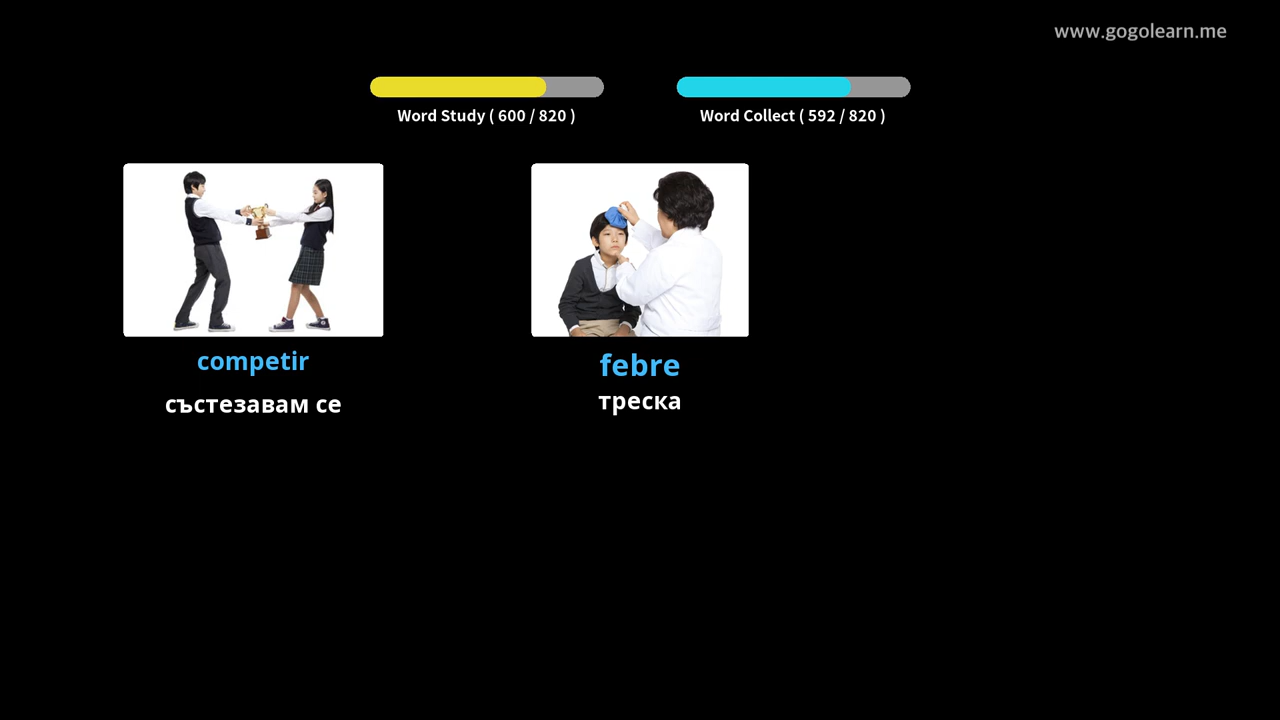 www.gogolearn.me
Word Study ( 600 / 820 )
Word Collect ( 592 / 820 )
competir
състезавам се
febre
треска